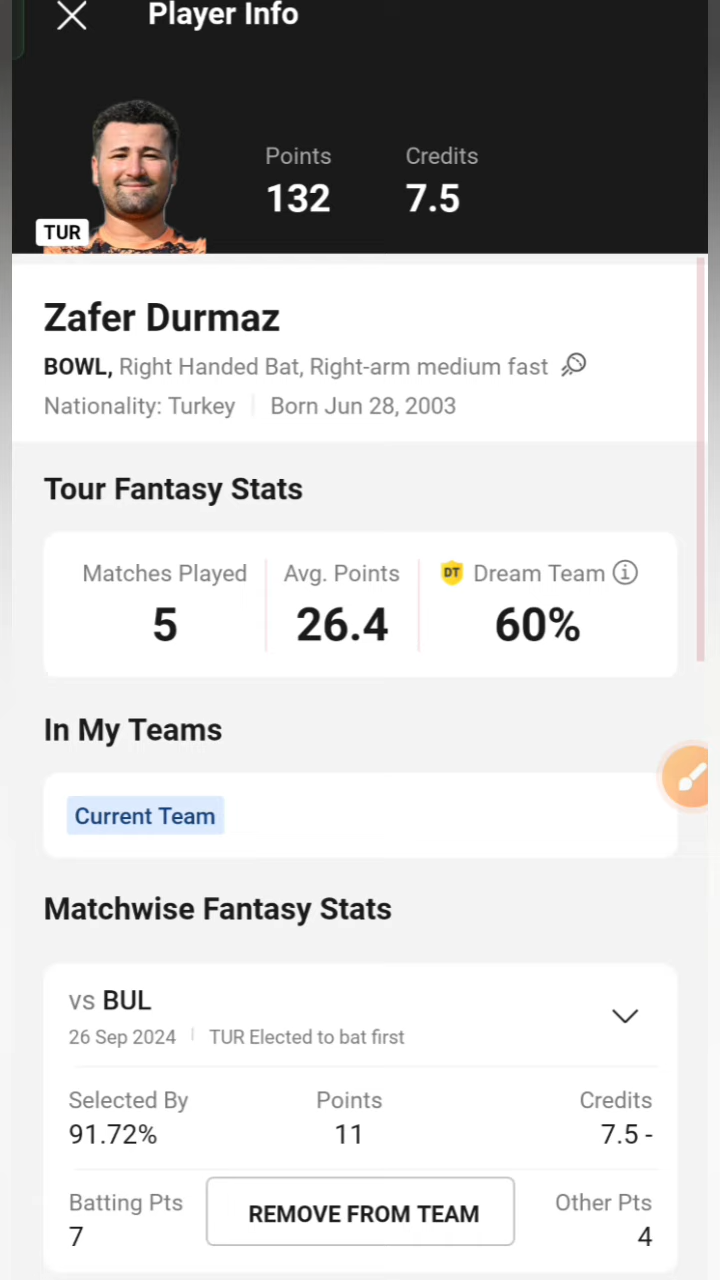 Player Info
Points
Credits
132
7.5
TUR
Zafer Durmaz
BOWL, Right Handed Bat, Right-arm medium fast
Nationality: Turkey
Born Jun 28, 2003
Tour Fantasy Stats
Matches Played
Avg. Points
DT Dream Team
5
26.4
60%
In My Teams
Current Team
Matchwise Fantasy Stats
vs BUL
26 Sep 2024
TUR Elected to bat first
Selected By
Points
Credits
91.72%
11
7.5 -
Batting Pts
REMOVE FROM TEAM
Other Pts
7
4